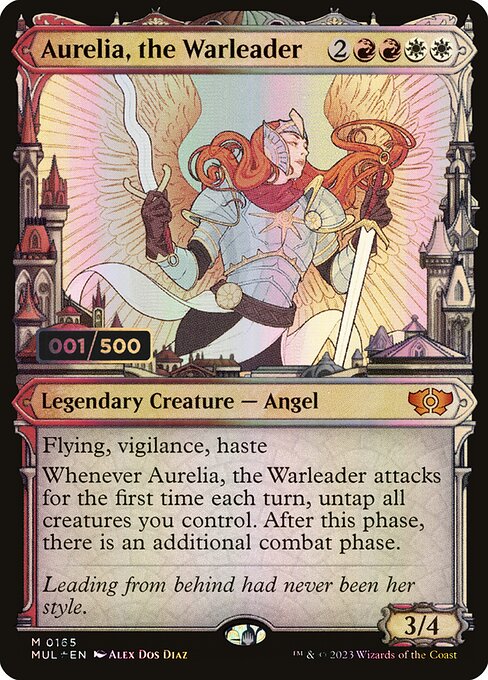 Aurelia, the Warleader 2
001/500
Legendary Creature — Angel
Flying, vigilance, haste
Whenever Aurelia, the Warleader attacks
for the first time each turn, untap all
creatures you control. After this phase,
there is an additional combat phase.
Leading from behind had never been her
style.
3/4
M 0165
MUL • EN Alex Dos Diaz
™ & © 2023 Wizards of the Coast